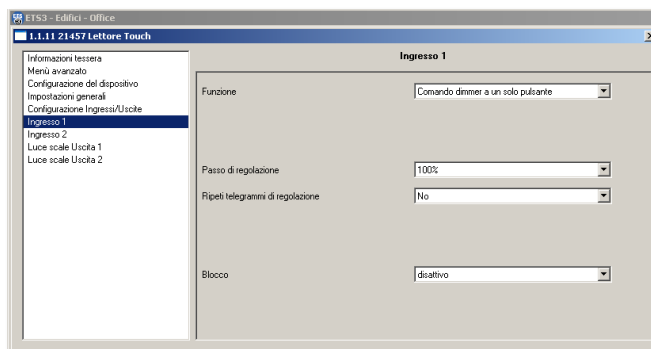 ETS3 - Edifici - Office
1.1.11 21457 Lettore Touch
Informazioni tessera
Menù avanzato
Configurazione del dispositivo
Impostazioni generali
Configurazione Ingressi/Uscite
Ingresso 1
Ingresso 2
Luce scale Uscita 1
Luce scale Uscita 2
Ingresso 1
Funzione
Comando dimmer a un solo pulsante
Passo di regolazione
100%
Ripeti telegrammi di regolazione
No
Blocco
disattivo